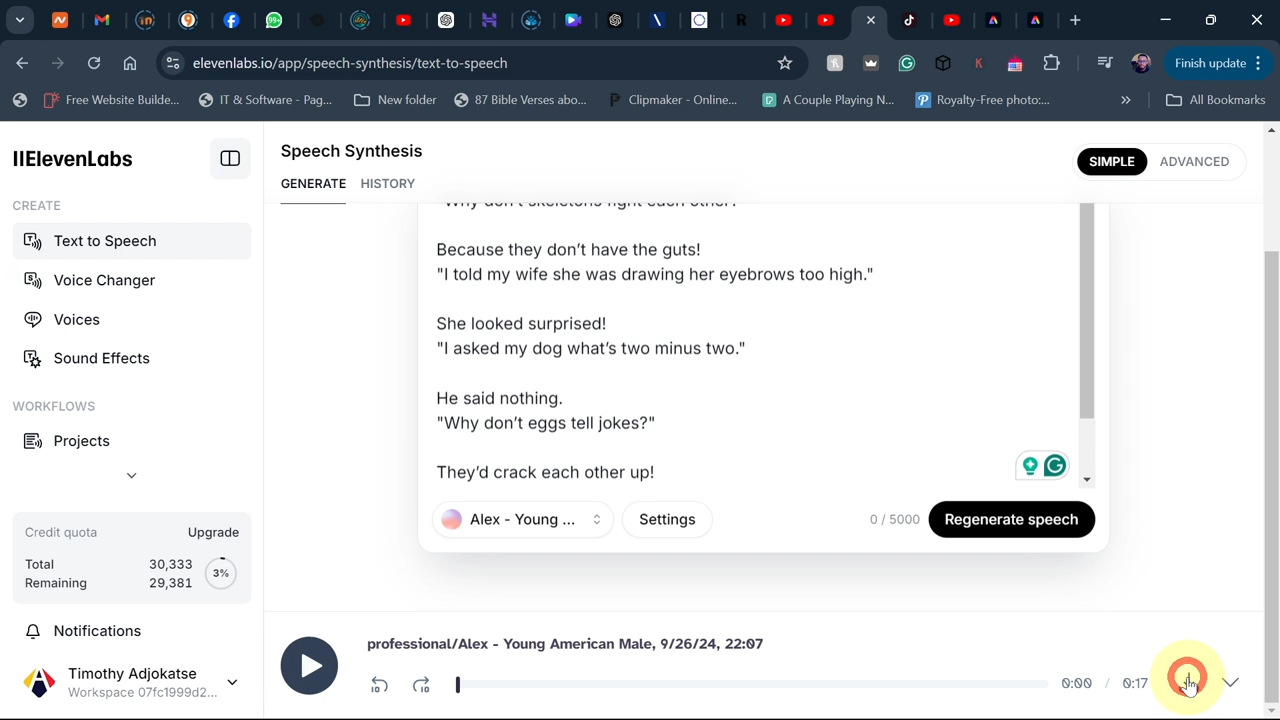 elevenlabs.io/app/speech-synthesis/text-to-speech
Finish update
Free Website Builde...
IT & Software - Pag...
New folder
87 Bible Verses abo...
Clipmaker - Online...
A Couple Playing N...
Royalty-Free photo:...
All Bookmarks
IIElevenLabs
Speech Synthesis
SIMPLE
ADVANCED
GENERATE
HISTORY
CREATE
Text to Speech
Voice Changer
Voices
Sound Effects
WORKFLOWS
Projects
Credit quota
Upgrade
Total 30,333
Remaining 29,381
3%
Notifications
Timothy Adjokatse
Workspace 07fc1999d2...
"Why don't skeletons fight each other?
Because they don't have the guts!
"I told my wife she was drawing her eyebrows too high."
She looked surprised!
"I asked my dog what's two minus two."
He said nothing.
"Why don't eggs tell jokes?"
They'd crack each other up!
Alex - Young ...
Settings
0 / 5000
Regenerate speech
professional/Alex - Young American Male, 9/26/24, 22:07
0:00 / 0:17